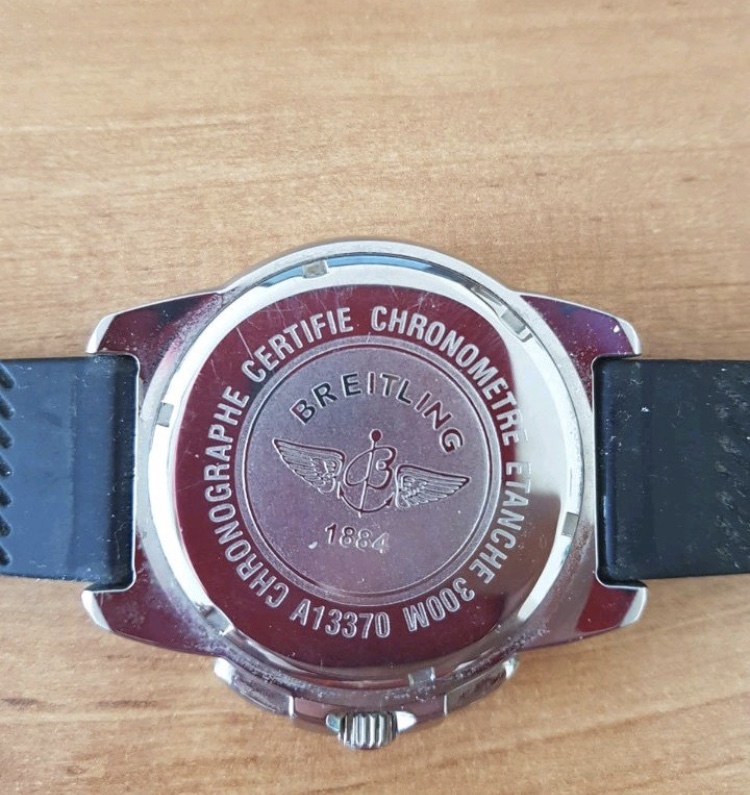 CHRONOGRAPHE CERTIFIE CHRONOMETRE ETANCHE 300M A13370
BREITLING
1884